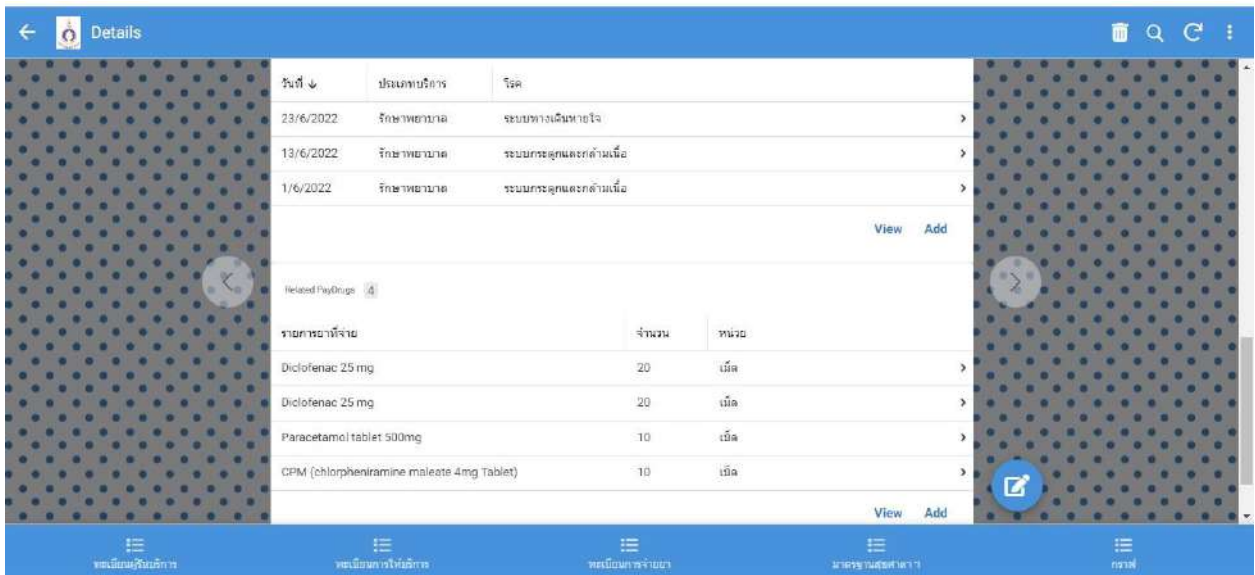 Details
วันที่ ประเภทบริการ โรค
23/6/2022 รักษาพยาบาล ระบบทางเดินหายใจ
13/6/2022 รักษาพยาบาล ระบบกระดูกและกล้ามเนื้อ
1/6/2022 รักษาพยาบาล ระบบกระดูกและกล้ามเนื้อ
View Add
Related PayDrugs 4
รายการยาที่จ่าย จำนวน หน่วย
Diclofenac 25 mg 20 เม็ด
Diclofenac 25 mg 20 เม็ด
Paracetamol tablet 500mg 10 เม็ด
CPM (chlorpheniramine maleate 4mg Tablet) 10 เม็ด
View Add
ทะเบียนผู้รับบริการ ทะเบียนการให้บริการ ทะเบียนการจ่ายยา มาตรฐานสุขศาลา กราฟ